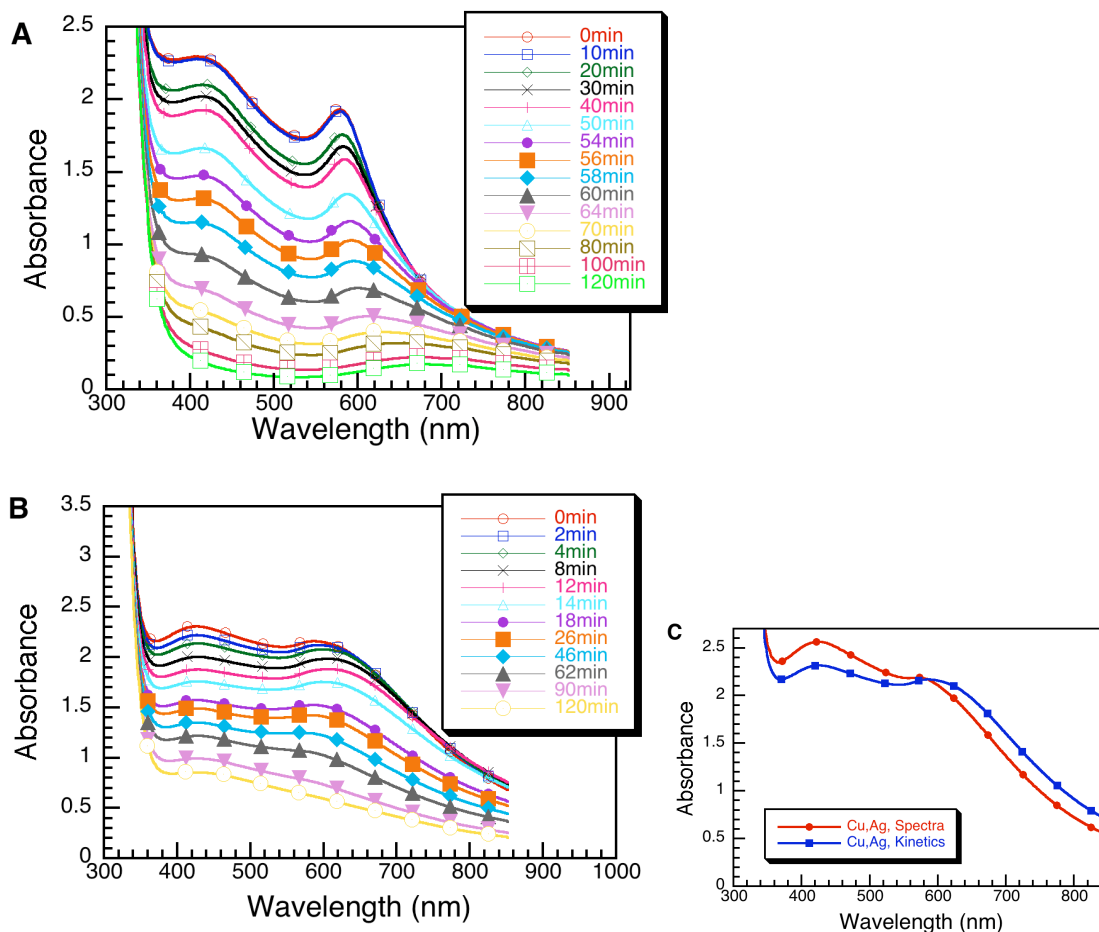 A
2.5
2
1.5
1
0.5
0
Absorbance
300 400 500 600 700 800 900
Wavelength (nm)
0min
10min
20min
30min
40min
50min
54min
56min
58min
60min
64min
70min
80min
100min
120min
B
3.5
3
2.5
2
1.5
1
0.5
0
Absorbance
300 400 500 600 700 800 900 1000
Wavelength (nm)
0min
2min
4min
8min
12min
14min
18min
26min
46min
62min
90min
120min
C
2.5
2
1.5
1
0.5
0
Absorbance
300 400 500 600 700 800
Wavelength (nm)
Cu,Ag, Spectra
Cu,Ag, Kinetics